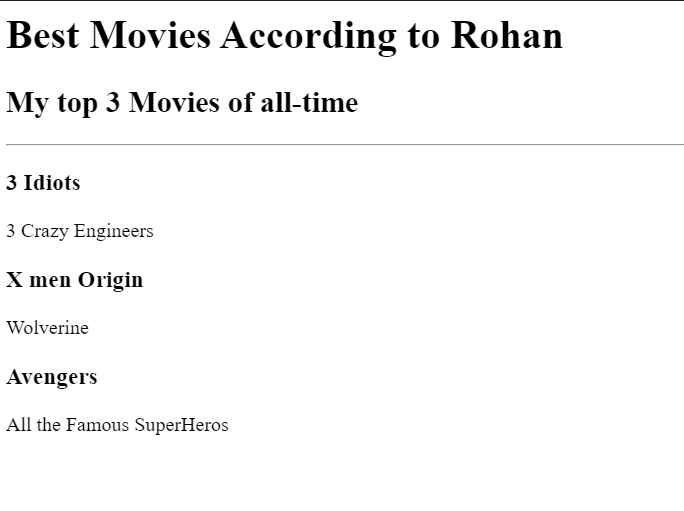 Best Movies According to Rohan
My top 3 Movies of all-time
3 Idiots
3 Crazy Engineers
X men Origin
Wolverine
Avengers
All the Famous SuperHeros